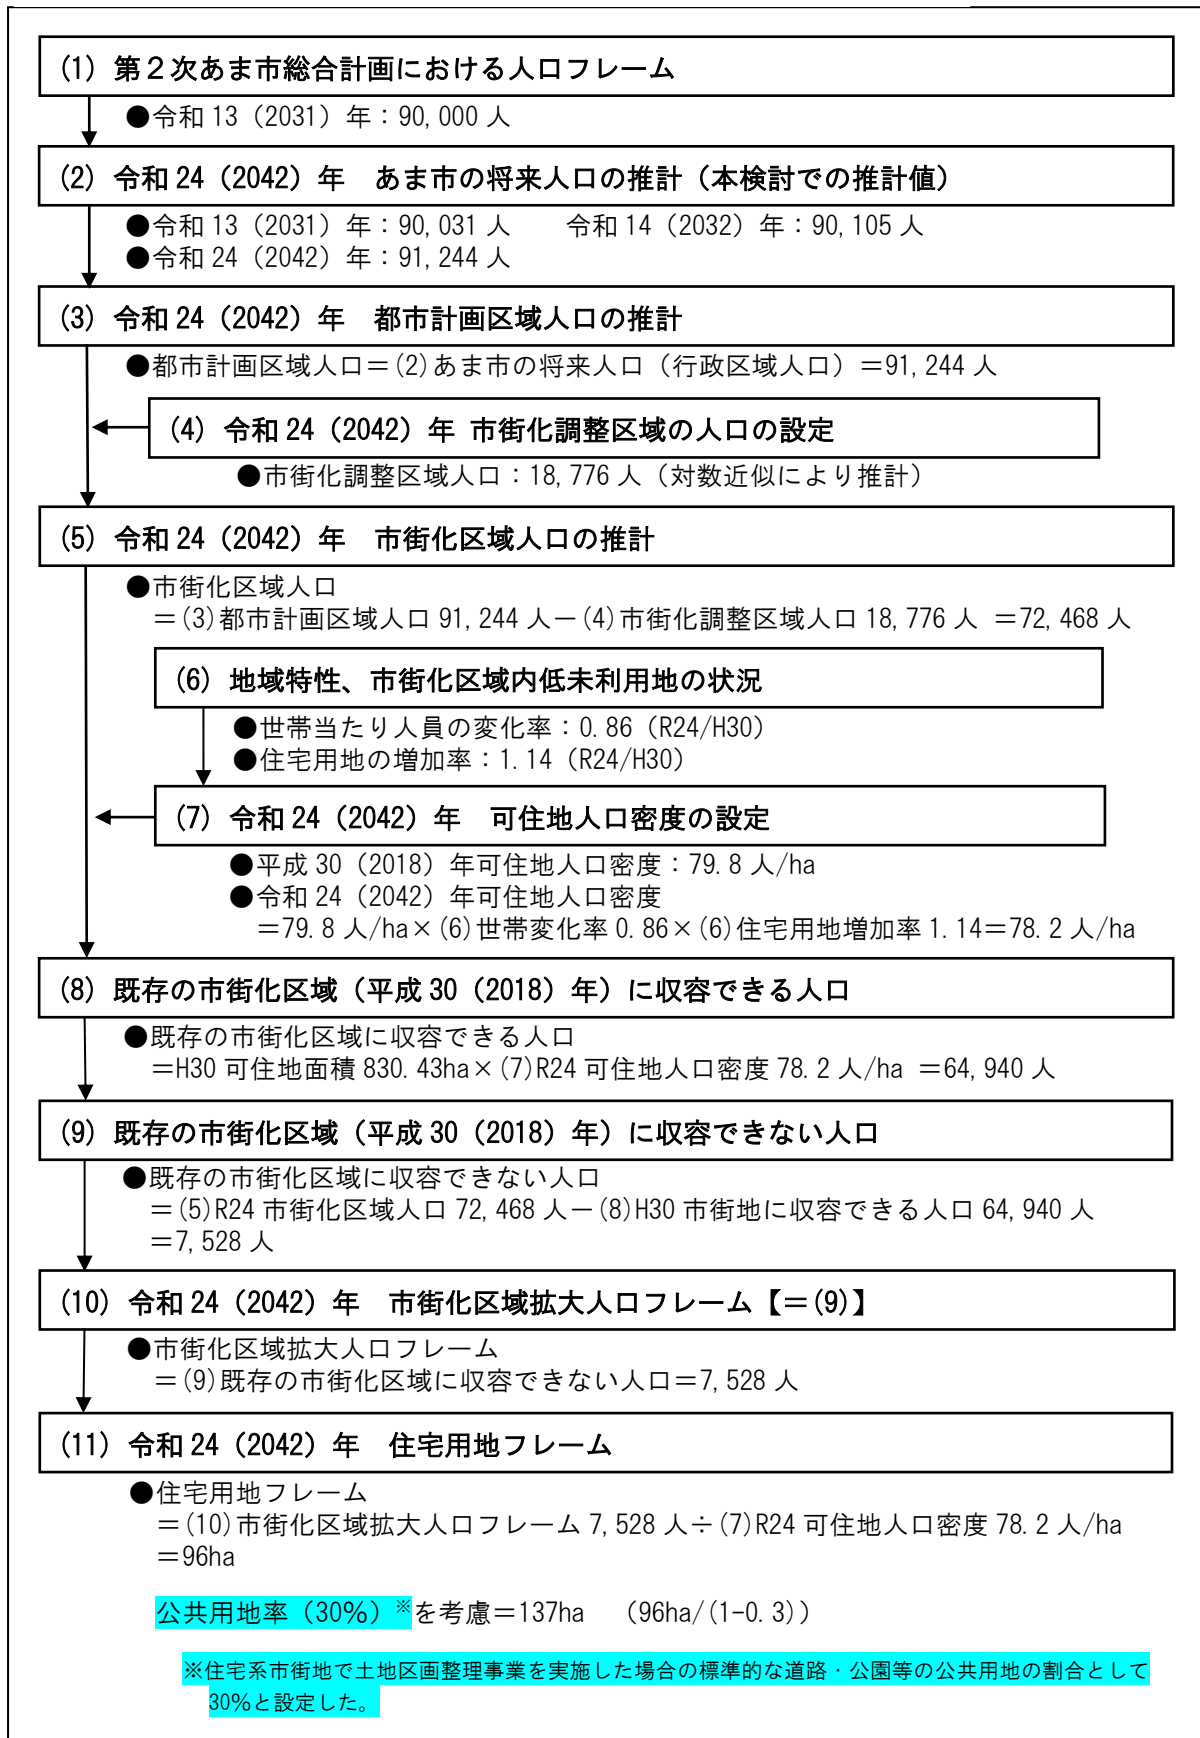 (1) 第２次あま市総合計画における人口フレーム
●令和 13（2031）年：90,000 人
(2) 令和 24（2042）年　あま市の将来人口の推計（本検討での推計値）
●令和 13（2031）年：90,031 人　　令和 14（2032）年：90,105 人
●令和 24（2042）年：91,244 人
(3) 令和 24（2042）年　都市計画区域人口の推計
●都市計画区域人口＝(2)あま市の将来人口（行政区域人口）＝91,244 人
(4) 令和 24（2042）年 市街化調整区域の人口の設定
●市街化調整区域人口：18,776 人（対数近似により推計）
(5) 令和 24（2042）年　市街化区域人口の推計
●市街化区域人口
＝(3)都市計画区域人口 91,244 人－(4)市街化調整区域人口 18,776 人 ＝72,468 人
(6) 地域特性、市街化区域内低未利用地の状況
●世帯当たり人員の変化率：0.86（R24/H30）
●住宅用地の増加率：1.14（R24/H30）
(7) 令和 24（2042）年　可住地人口密度の設定
●平成 30（2018）年可住地人口密度：79.8 人/ha
●令和 24（2042）年可住地人口密度
＝79.8 人/ha×(6)世帯変化率 0.86×(6)住宅用地増加率 1.14＝78.2 人/ha
(8) 既存の市街化区域（平成 30（2018）年）に収容できる人口
●既存の市街化区域に収容できる人口
＝H30 可住地面積 830.43ha×(7)R24 可住地人口密度 78.2 人/ha ＝64,940 人
(9) 既存の市街化区域（平成 30（2018）年）に収容できない人口
●既存の市街化区域に収容できない人口
＝(5)R24 市街化区域人口 72,468 人－(8)H30 市街地に収容できる人口 64,940 人
＝7,528 人
(10) 令和 24（2042）年　市街化区域拡大人口フレーム【＝(9)】
●市街化区域拡大人口フレーム
＝(9)既存の市街化区域に収容できない人口＝7,528 人
(11) 令和 24（2042）年　住宅用地フレーム
●住宅用地フレーム
＝(10)市街化区域拡大人口フレーム 7,528 人÷(7)R24 可住地人口密度 78.2 人/ha
＝96ha
公共用地率（30%）※を考慮＝137ha　（96ha/(1-0.3)）
※住宅系市街地で土地区画整理事業を実施した場合の標準的な道路・公園等の公共用地の割合として
30%と設定した。